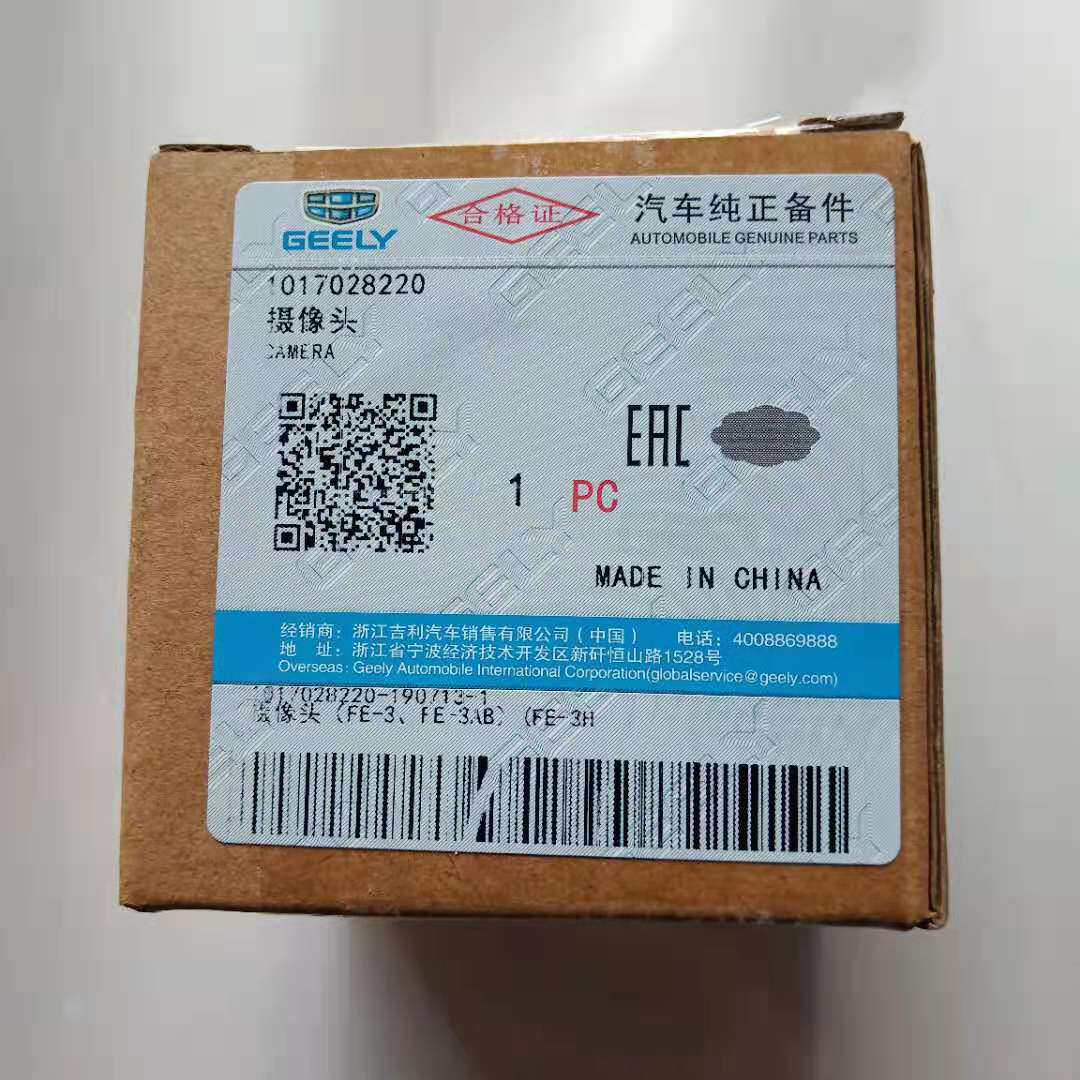 GEELY
合格证
汽车纯正备件
AUTOMOBILE GENUINE PARTS
1017028220
摄像头
CAMERA
EAC
1 PC
MADE IN CHINA
经销商：浙江吉利汽车销售有限公司（中国） 电话：4008869888
地 址：浙江省宁波经济技术开发区新矸恒山路1528号
Overseas: Geely Automobile International Corporation(globalservice@geely.com)
1017028220-190713-1
摄像头 (FE-3、FE-3AB) (FE-3H